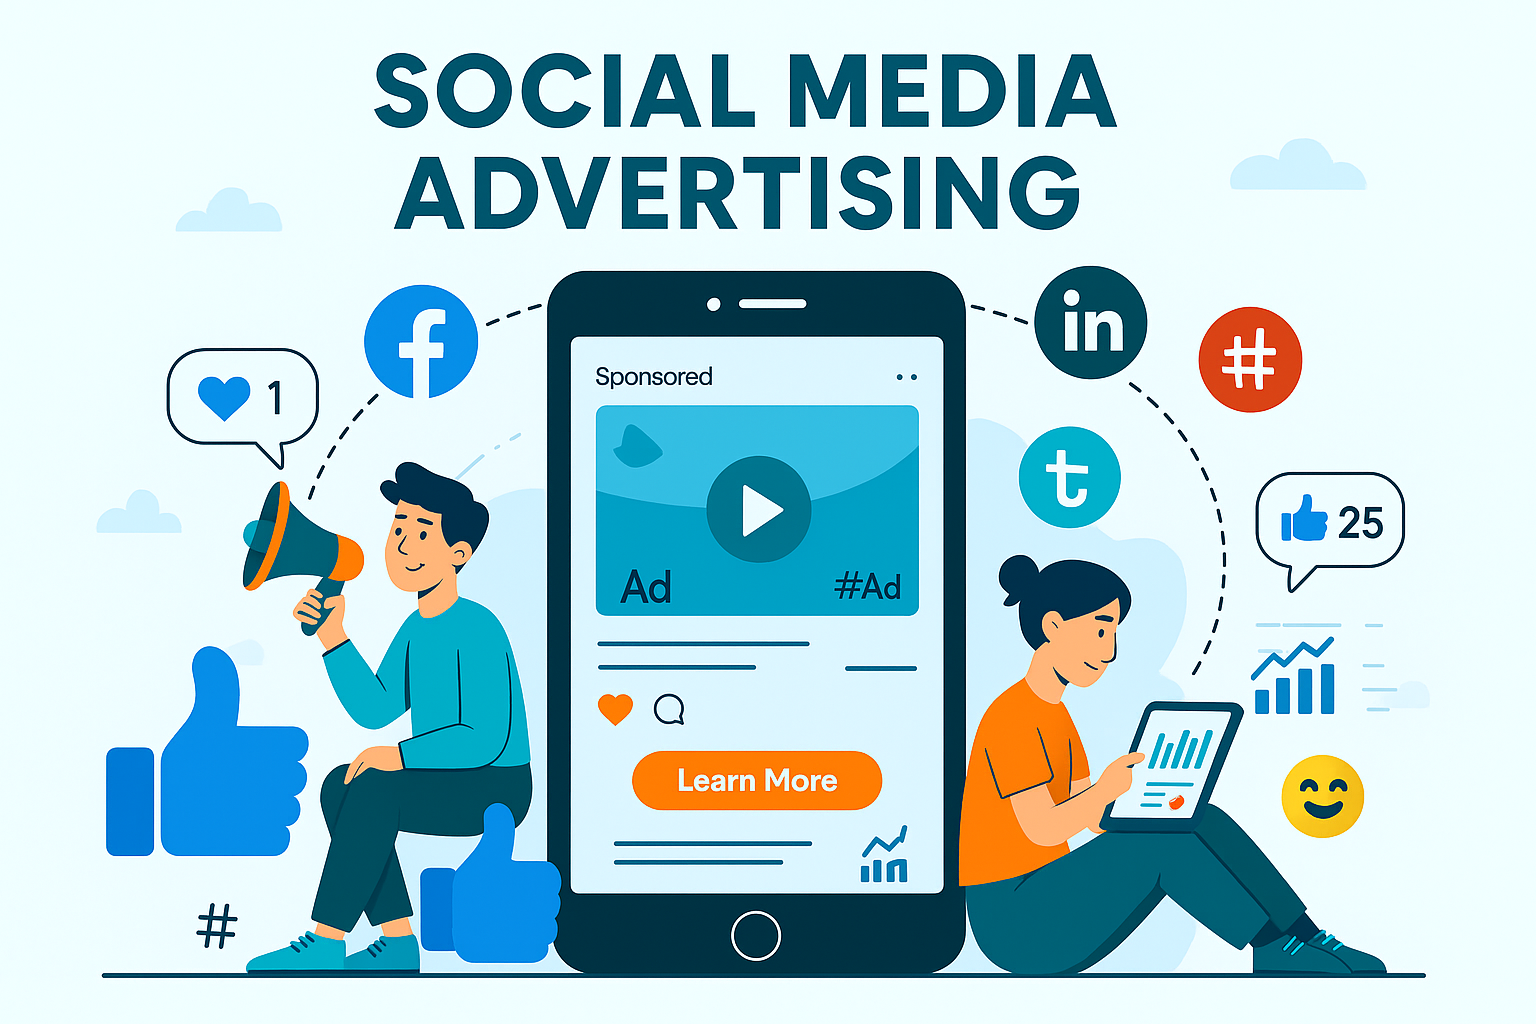 SOCIAL MEDIA
ADVERTISING
f
in
#
1
Sponsored
t
25
Ad
#Ad
Learn More
#